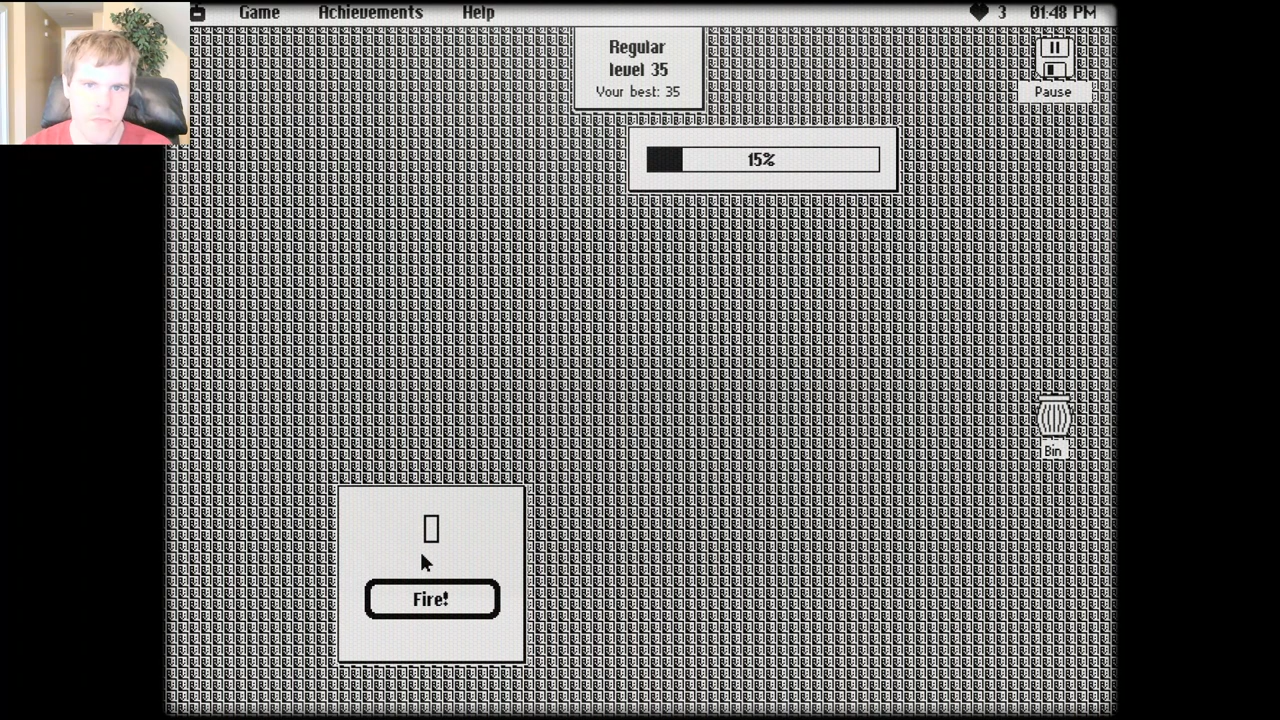 Game Achievements Help 3 01:48 PM
Regular
level 35
Your best: 35
Pause
15%
Bin
Fire!